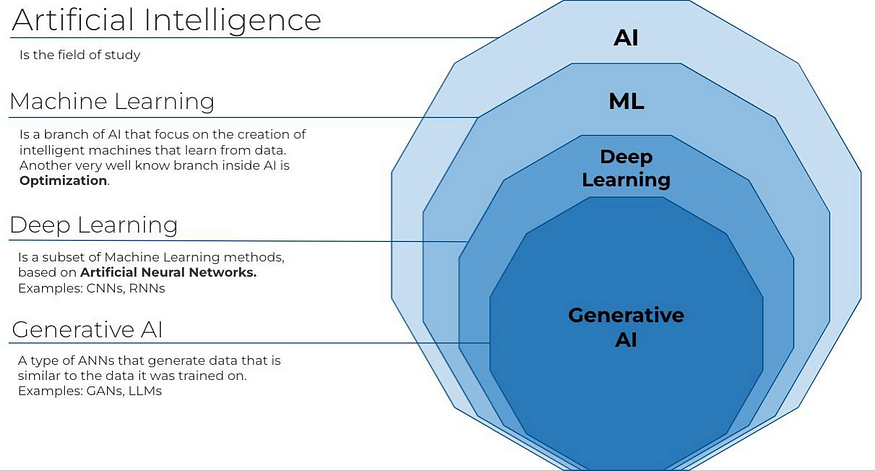 Artificial Intelligence
Is the field of study
Machine Learning
Is a branch of AI that focus on the creation of
intelligent machines that learn from data.
Another very well know branch inside AI is
Optimization.
Deep Learning
Is a subset of Machine Learning methods,
based on Artificial Neural Networks.
Examples: CNNs, RNNs
Generative AI
A type of ANNs that generate data that is
similar to the data it was trained on.
Examples: GANs, LLMs
AI
ML
Deep
Learning
Generative
AI